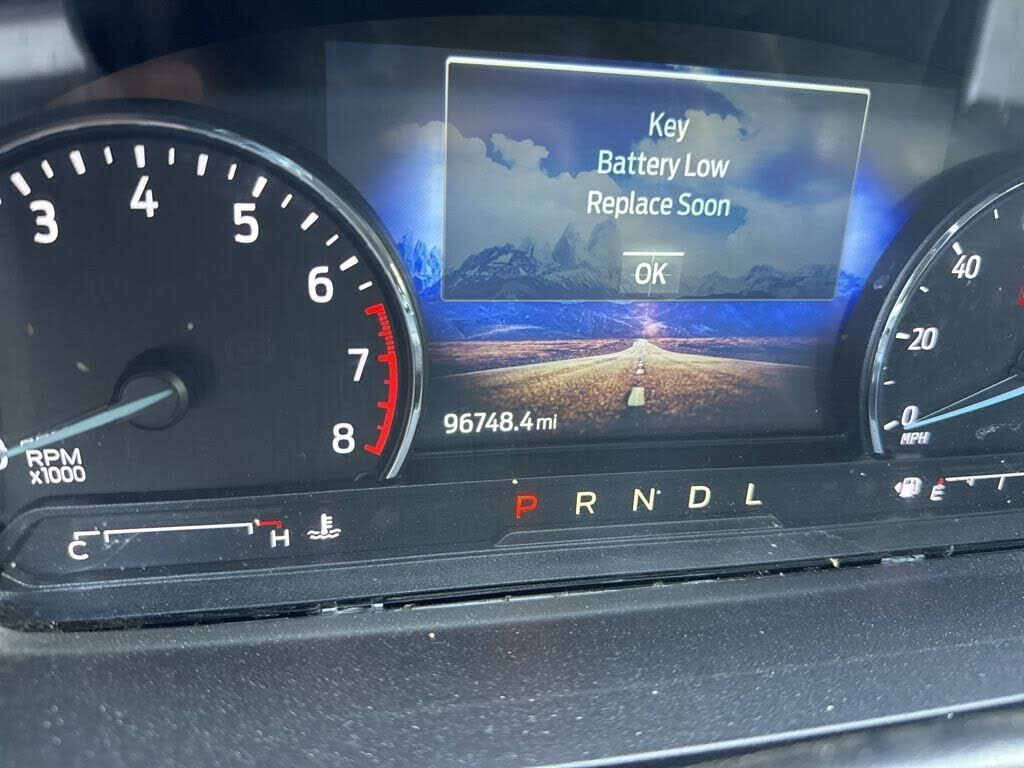 Key
Battery Low
Replace Soon
OK
3
4
5
6
7
8
RPM
x1000
96748.4 mi
40
20
0
MPH
P R N D L
C
H
E